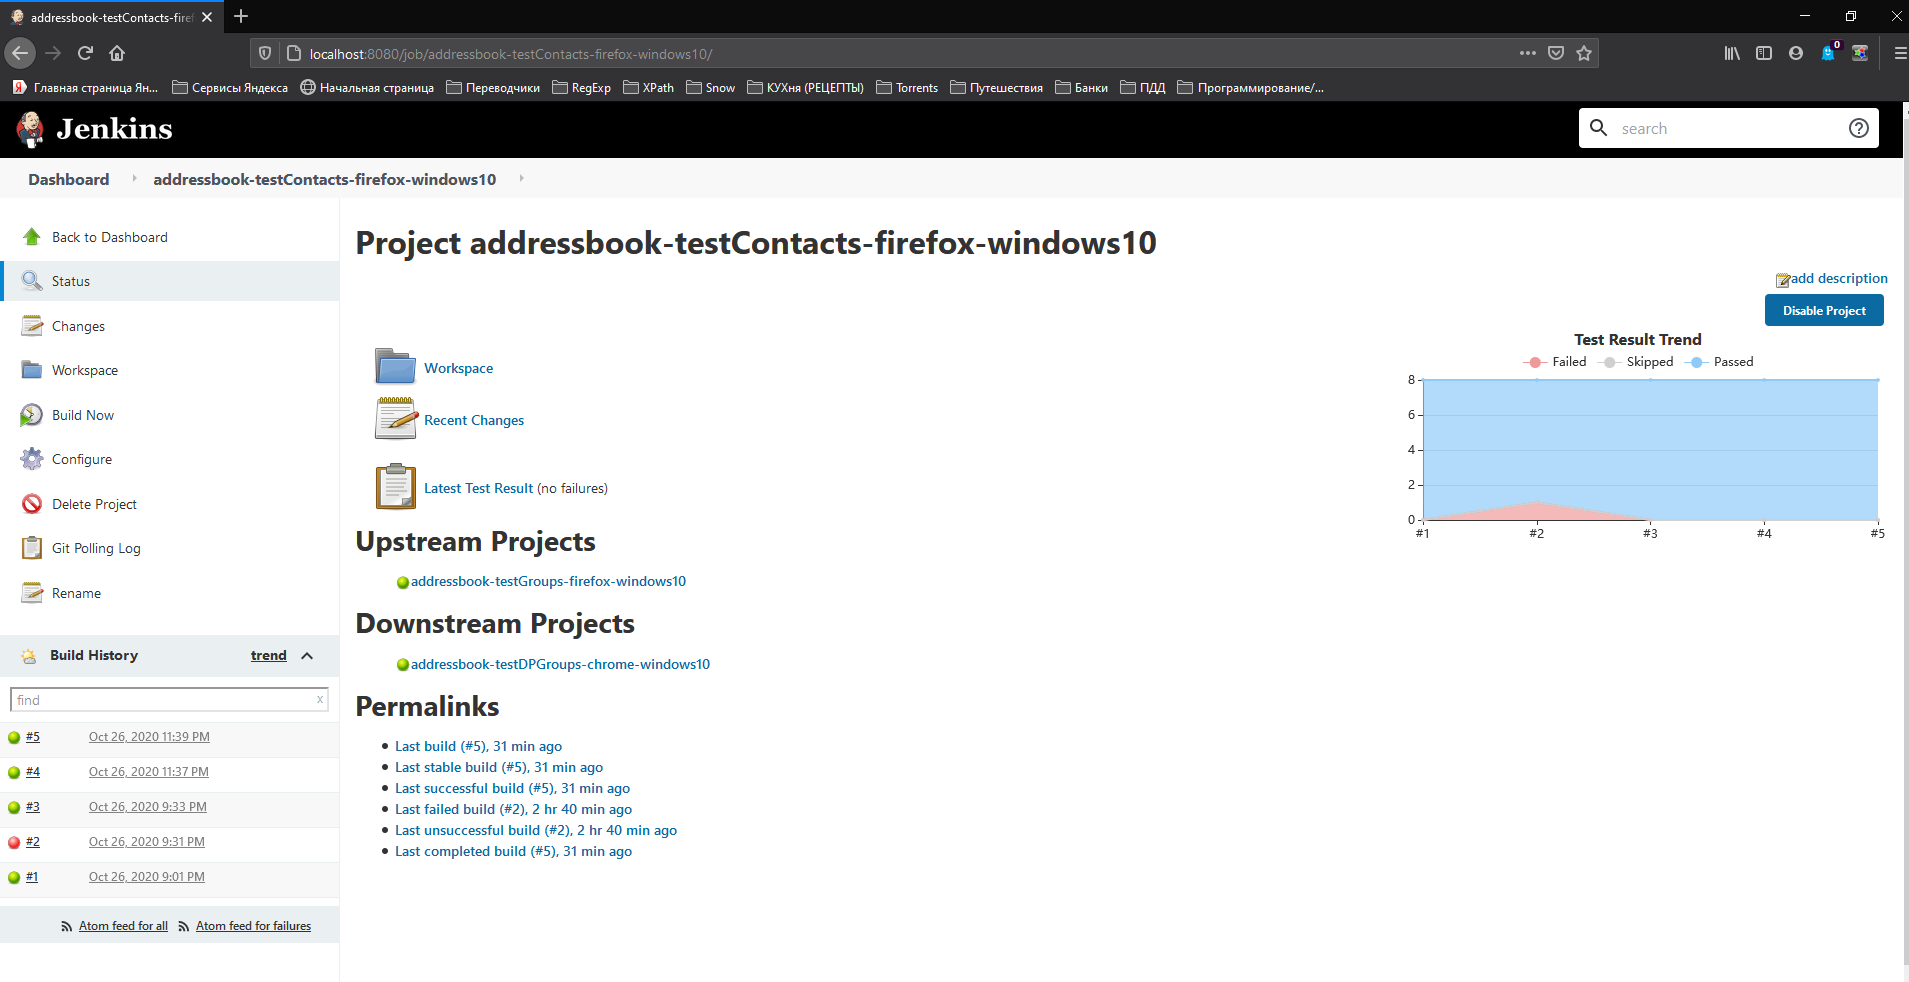 addressbook-testContacts-firef
localhost:8080/job/addressbook-testContacts-firefox-windows10/
0
Главная страница Ян... Сервисы Яндекса Начальная страница Переводчики RegExp XPath Snow КУХня (РЕЦЕПТЫ) Torrents Путешествия Банки ПДД Программирование/...
Jenkins
search
Dashboard addressbook-testContacts-firefox-windows10
Back to Dashboard
Status
Changes
Workspace
Build Now
Configure
Delete Project
Git Polling Log
Rename
Build History trend
find x
#5 Oct 26, 2020 11:39 PM
#4 Oct 26, 2020 11:37 PM
#3 Oct 26, 2020 9:33 PM
#2 Oct 26, 2020 9:31 PM
#1 Oct 26, 2020 9:01 PM
Atom feed for all Atom feed for failures
Project addressbook-testContacts-firefox-windows10
add description
Disable Project
Workspace
Recent Changes
Latest Test Result (no failures)
Upstream Projects
addressbook-testGroups-firefox-windows10
Downstream Projects
addressbook-testDPGroups-chrome-windows10
Permalinks
Last build (#5), 31 min ago
Last stable build (#5), 31 min ago
Last successful build (#5), 31 min ago
Last failed build (#2), 2 hr 40 min ago
Last unsuccessful build (#2), 2 hr 40 min ago
Last completed build (#5), 31 min ago
Test Result Trend
Failed Skipped Passed
8
6
4
2
0
#1 #2 #3 #4 #5